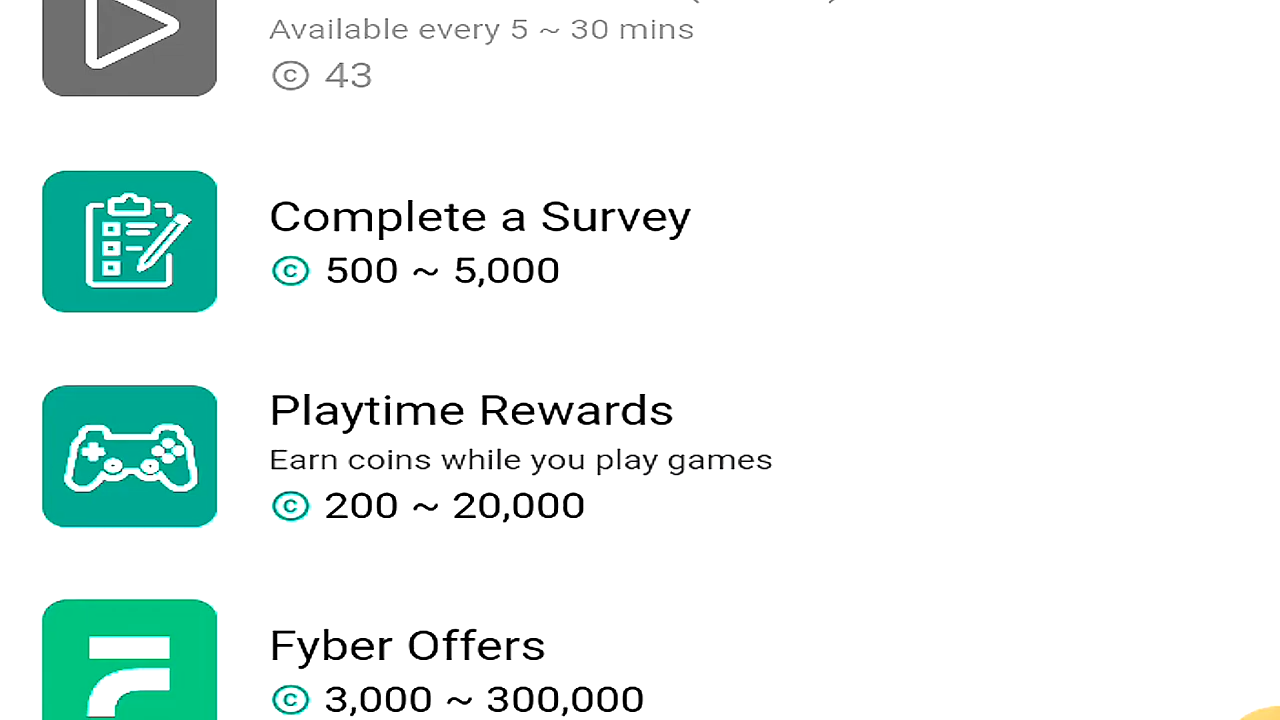 Available every 5 ~ 30 mins
© 43
Complete a Survey
© 500 ~ 5,000
Playtime Rewards
Earn coins while you play games
© 200 ~ 20,000
Fyber Offers
© 3,000 ~ 300,000